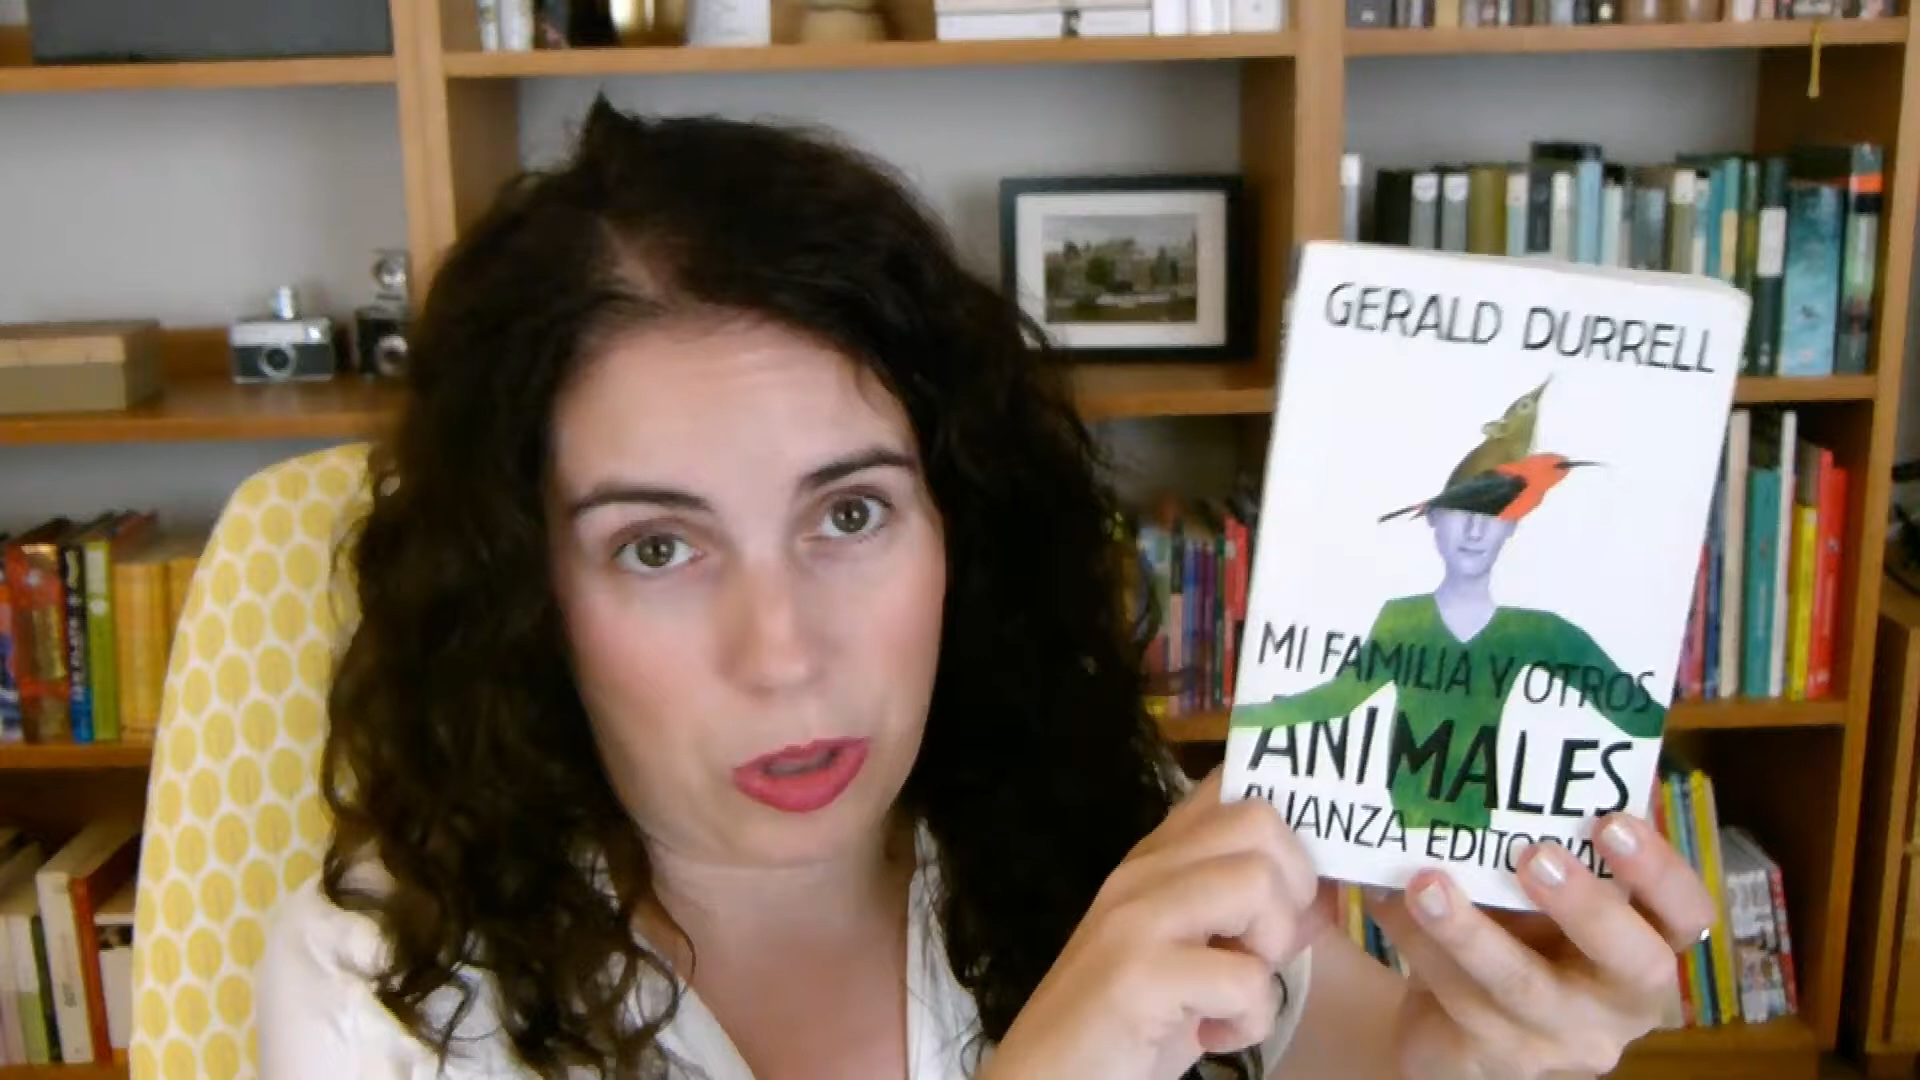 GERALD DURRELL
MI FAMILIA Y OTROS
ANIMALES
ALIANZA EDITORIAL